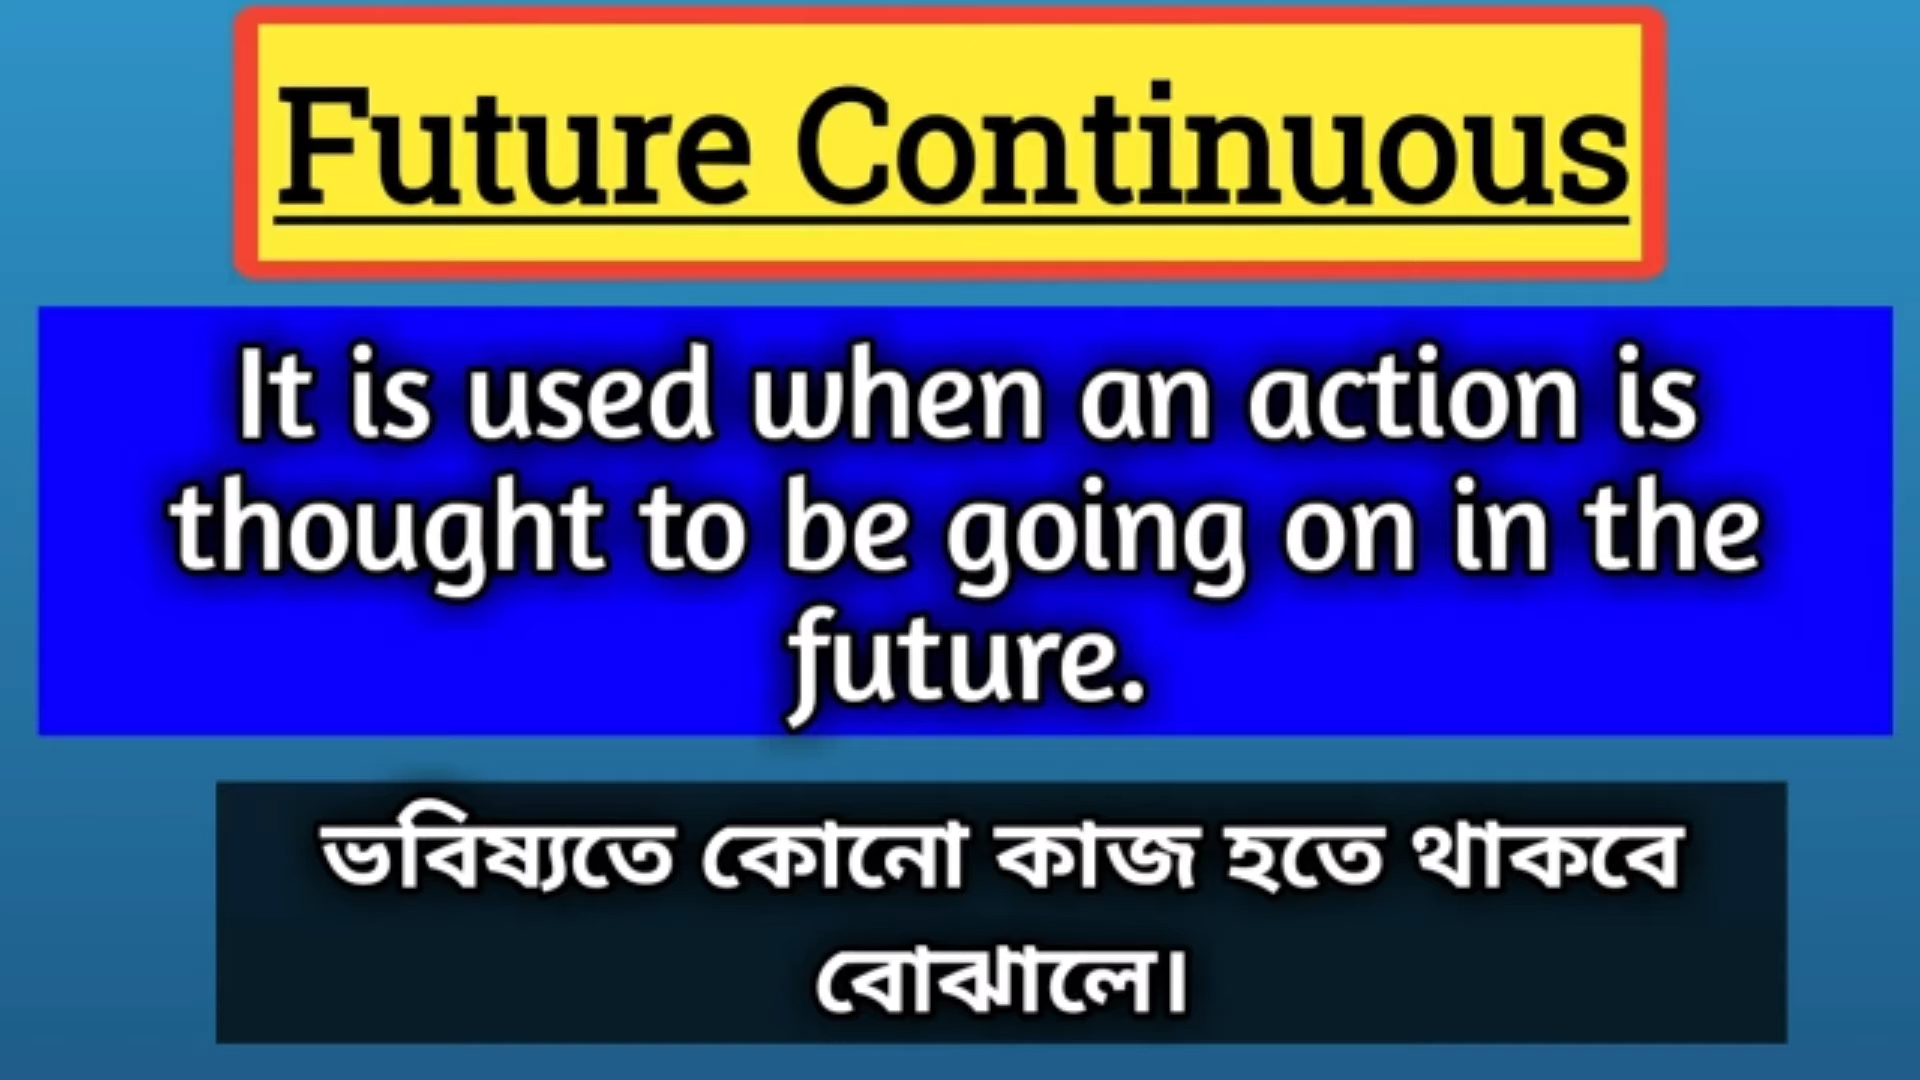 Future Continuous
It is used when an action is
thought to be going on in the
future.
ভবিষ্যতে কোনো কাজ হতে থাকবে
বোঝালে।